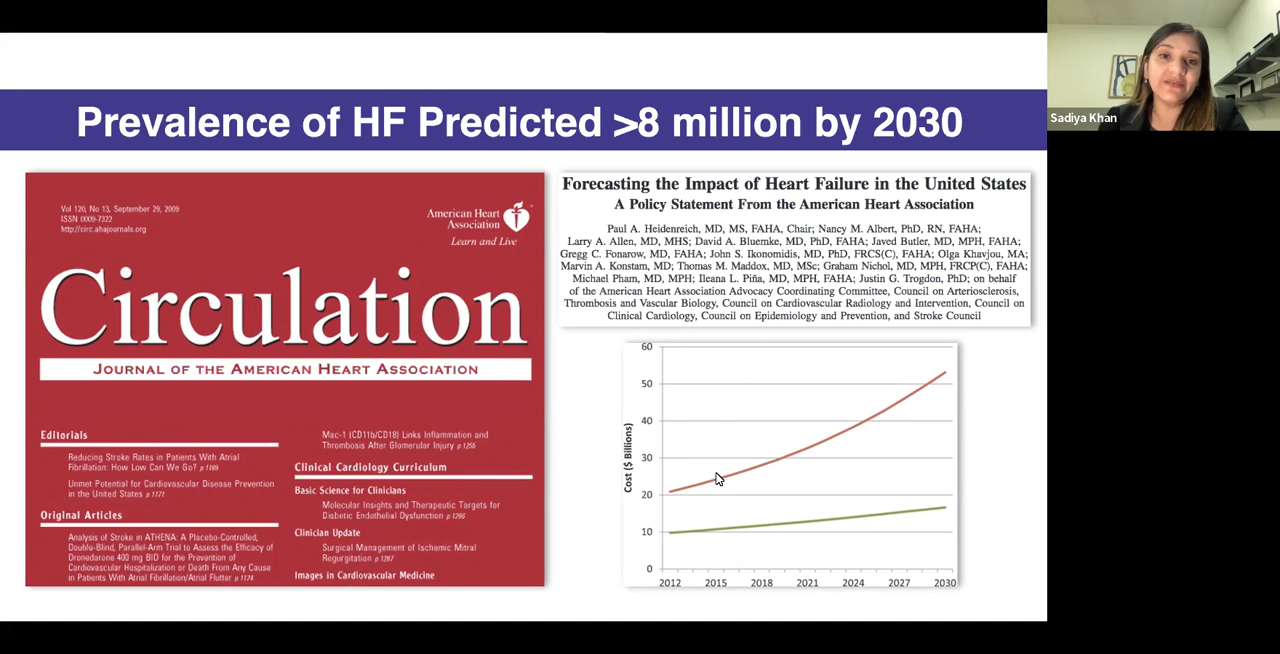 Prevalence of HF Predicted >8 million by 2030
Sadiya Khan
Vol 120, No 13, September 29, 2009
ISSN 0009-7322
http://circ.ahajournals.org
American Heart
Association
Learn and Live
Circulation
JOURNAL OF THE AMERICAN HEART ASSOCIATION
Editorials
Reducing Stroke Rates in Patients With Atrial
Fibrillation: How Low Can We Go? p 1169
Unmet Potential for Cardiovascular Disease Prevention
in the United States p 1171
Original Articles
Analysis of Stroke in ATHENA: A Placebo-Controlled,
Double-Blind, Parallel-Arm Trial to Assess the Efficacy of
Dronedarone 400 mg BID for the Prevention of
Cardiovascular Hospitalization or Death From Any Cause
in Patients With Atrial Fibrillation/Atrial Flutter p 1174
Mac-1 (CD11b/CD18) Links Inflammation and
Thrombosis After Glomerular Injury p 1255
Clinical Cardiology Curriculum
Basic Science for Clinicians
Molecular Insights and Therapeutic Targets for
Diabetic Endothelial Dysfunction p 1266
Clinician Update
Surgical Management of Ischemic Mitral
Regurgitation p 1287
Images in Cardiovascular Medicine
Forecasting the Impact of Heart Failure in the United States
A Policy Statement From the American Heart Association
Paul A. Heidenreich, MD, MS, FAHA, Chair; Nancy M. Albert, PhD, RN, FAHA;
Larry A. Allen, MD, MHS; David A. Bluemke, MD, PhD, FAHA; Javed Butler, MD, MPH, FAHA;
Gregg C. Fonarow, MD, FAHA; John S. Ikonomidis, MD, PhD, FRCS(C), FAHA; Olga Khavjou, MA;
Marvin A. Konstam, MD; Thomas M. Maddox, MD, MSc; Graham Nichol, MD, MPH, FRCP(C), FAHA;
Michael Pham, MD, MPH; Ileana L. Piña, MD, MPH, FAHA; Justin G. Trogdon, PhD; on behalf
of the American Heart Association Advocacy Coordinating Committee, Council on Arteriosclerosis,
Thrombosis and Vascular Biology, Council on Cardiovascular Radiology and Intervention, Council on
Clinical Cardiology, Council on Epidemiology and Prevention, and Stroke Council
Cost ($ Billions)
60
50
40
30
20
10
0
2012 2015 2018 2021 2024 2027 2030